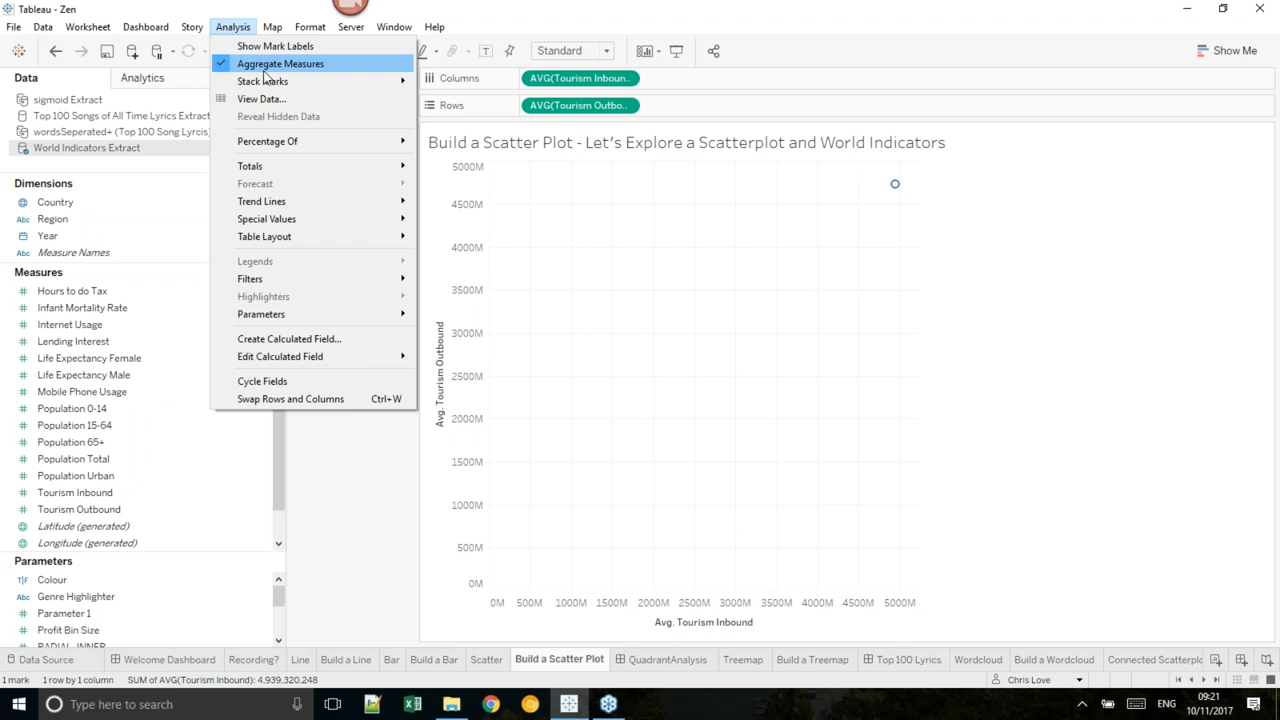 Tableau - Zen
File Data Worksheet Dashboard Story Analysis Map Format Server Window Help
Standard
Show Me
Data
Analytics
sigmoid Extract
Top 100 Songs of All Time Lyrics Extract
wordsSeperated+ (Top 100 Song Lyrcis)
World Indicators Extract
Dimensions
Country
Abc Region
Year
Abc Measure Names
Measures
# Hours to do Tax
# Infant Mortality Rate
# Internet Usage
# Lending Interest
# Life Expectancy Female
# Life Expectancy Male
# Mobile Phone Usage
# Population 0-14
# Population 15-64
# Population 65+
# Population Total
# Population Urban
# Tourism Inbound
# Tourism Outbound
Latitude (generated)
Longitude (generated)
Parameters
T|F Colour
Abc Genre Highlighter
# Parameter 1
# Profit Bin Size
# RADIAL_INNER
Show Mark Labels
Aggregate Measures
Stack Marks
View Data...
Reveal Hidden Data
Percentage Of
Totals
Forecast
Trend Lines
Special Values
Table Layout
Legends
Filters
Highlighters
Parameters
Create Calculated Field...
Edit Calculated Field
Cycle Fields
Swap Rows and Columns Ctrl+W
Columns AVG(Tourism Inboun..
Rows AVG(Tourism Outbo..
Build a Scatter Plot - Let's Explore a Scatterplot and World Indicators
5000M
4500M
4000M
3500M
3000M
2500M
2000M
1500M
1000M
500M
0M
Avg. Tourism Outbound
0M 500M 1000M 1500M 2000M 2500M 3000M 3500M 4000M 4500M 5000M
Avg. Tourism Inbound
Data Source Welcome Dashboard Recording? Line Build a Line Bar Build a Bar Scatter Build a Scatter Plot QuadrantAnalysis Treemap Build a Treemap Top 100 Lyrics Wordcloud Build a Wordcloud Connected Scatterplo
1 mark 1 row by 1 column SUM of AVG(Tourism Inbound): 4,939,320,248
Chris Love
Type here to search
ENG
09:21
10/11/2017